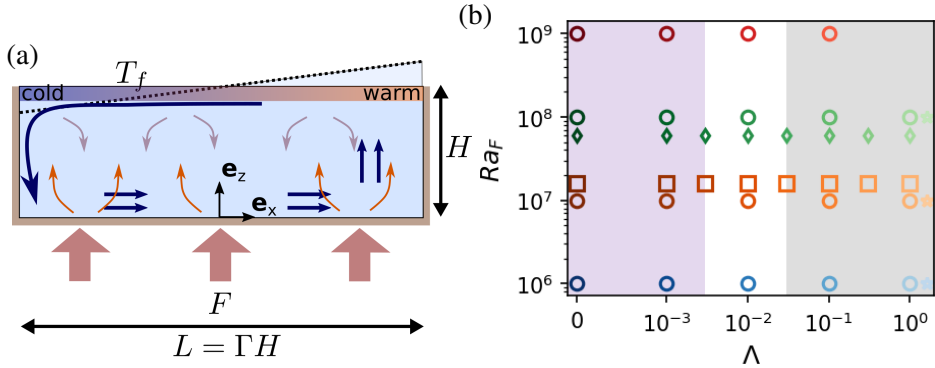 (a)
T_f
cold
warm
H
e_z
e_x
F
L = ΓH
(b)
Ra_F
10^9
10^8
10^7
10^6
0
10^-3
10^-2
10^-1
10^0
Λ